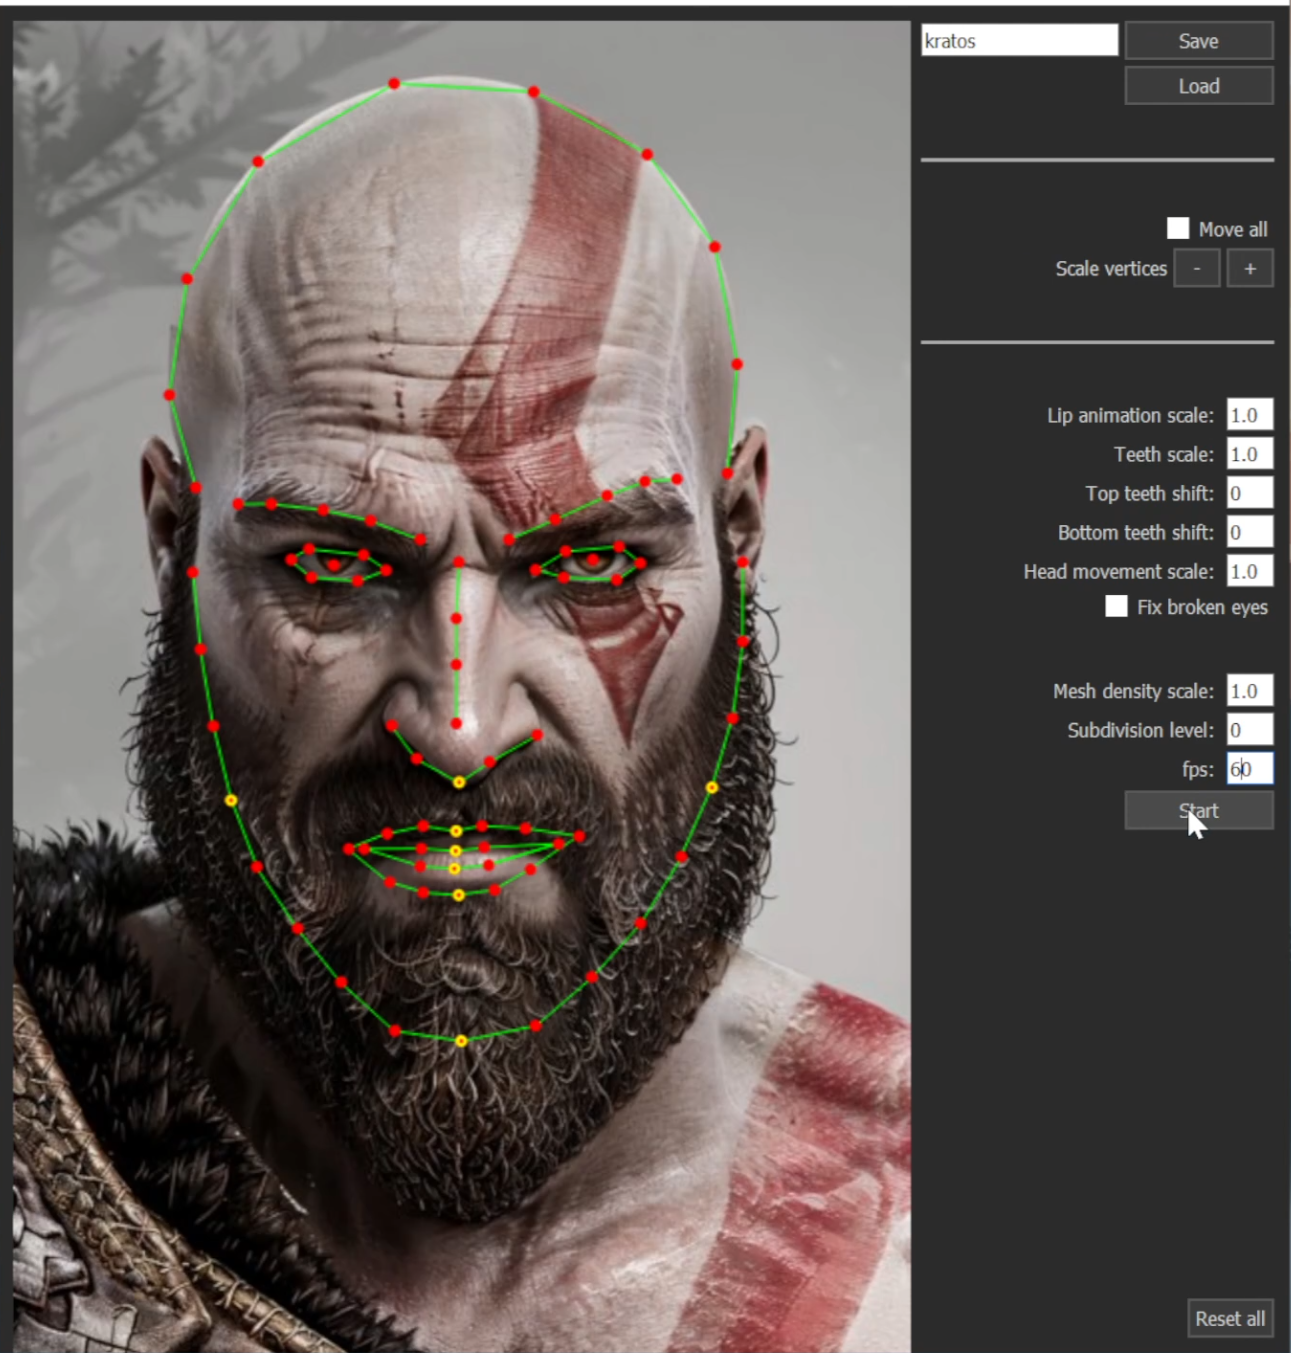 kratos
Save
Load
Move all
Scale vertices - +
Lip animation scale: 1.0
Teeth scale: 1.0
Top teeth shift: 0
Bottom teeth shift: 0
Head movement scale: 1.0
Fix broken eyes
Mesh density scale: 1.0
Subdivision level: 0
fps: 60
Start
Reset all